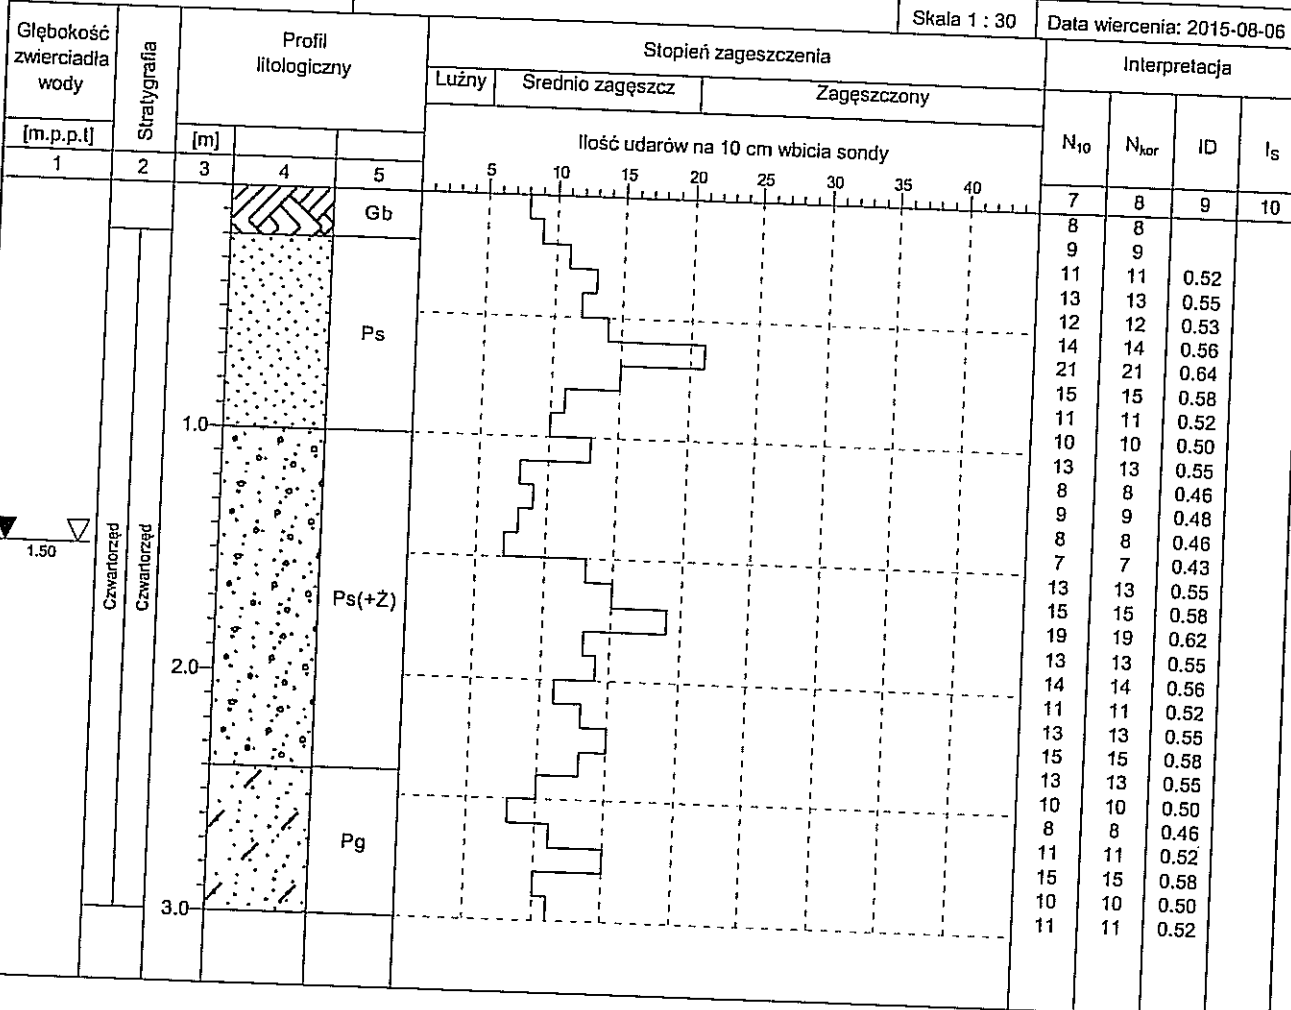 Skala 1 : 30
Data wiercenia: 2015-08-06
Głębokość
zwierciadła
wody
[m.p.p.t]
Stratygrafia
Profil
litologiczny
[m]
Stopień zagęszczenia
Luźny
Średnio zagęszcz
Zagęszczony
Ilość udarów na 10 cm wbicia sondy
Interpretacja
N10 Nkor ID IS
1 2 3 4 5
5 10 15 20 25 30 35 40
7 8 9 10
Gb
Ps
Ps(+Ż)
Pg
1.0
2.0
3.0
1.50
Czwartorzęd
Czwartorzęd
8 8
9 9
11 11 0.52
13 13 0.55
12 12 0.53
14 14 0.56
21 21 0.64
15 15 0.58
11 11 0.52
10 10 0.50
13 13 0.55
8 8 0.46
9 9 0.48
8 8 0.46
7 7 0.43
13 13 0.55
15 15 0.58
19 19 0.62
13 13 0.55
14 14 0.56
11 11 0.52
13 13 0.55
15 15 0.58
13 13 0.55
10 10 0.50
8 8 0.46
11 11 0.52
15 15 0.58
10 10 0.50
11 11 0.52